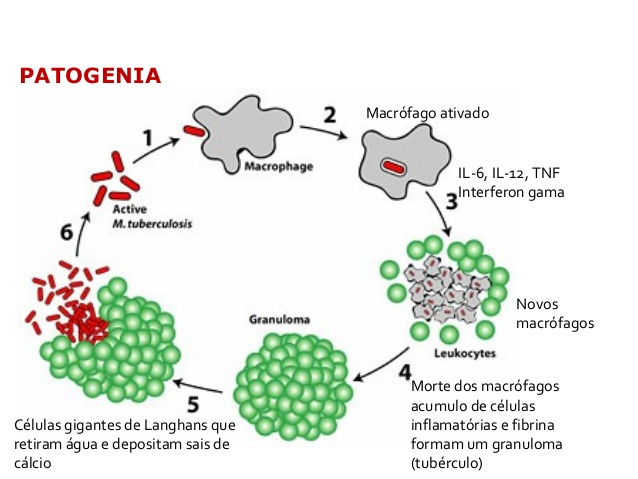 PATOGENIA
1
2
Macrófago ativado
Macrophage
IL-6, IL-12, TNF
Interferon gama
3
Active
M. tuberculosis
6
Novos
macrófagos
Granuloma
Leukocytes
4
Morte dos macrófagos
acumulo de células
inflamatórias e fibrina
formam um granuloma
(tubérculo)
5
Células gigantes de Langhans que
retiram água e depositam sais de
cálcio